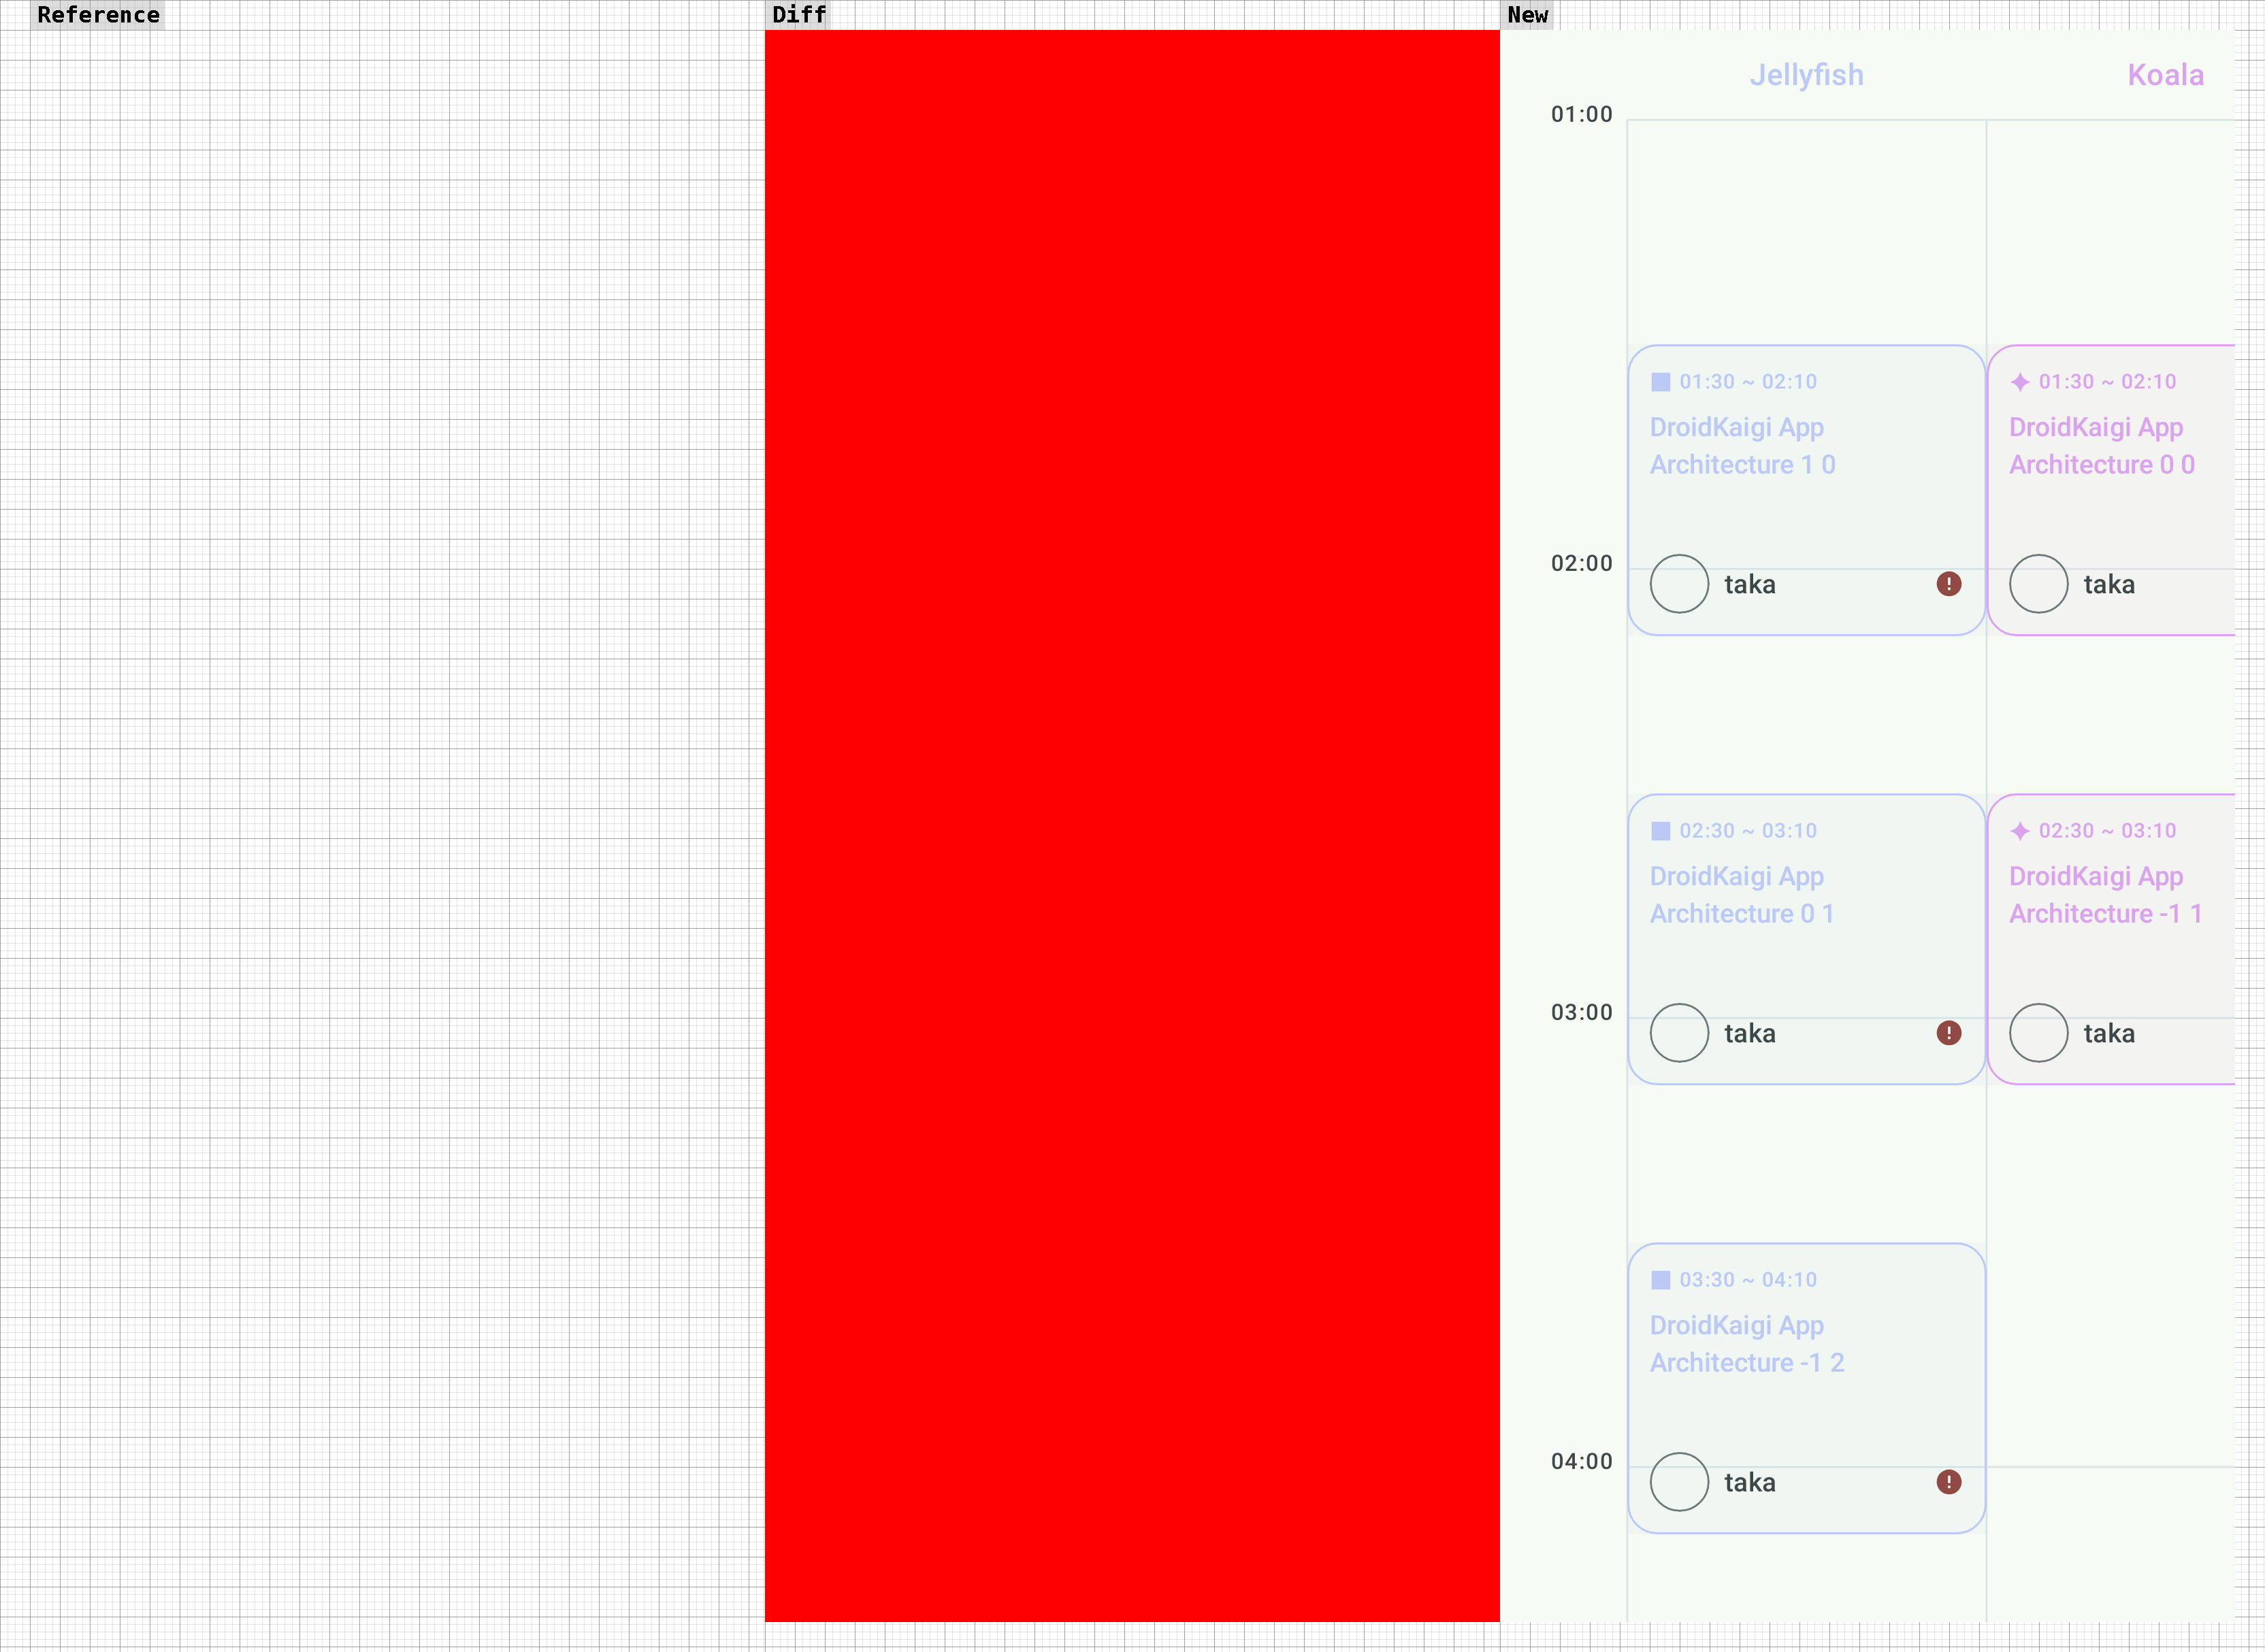 Reference
Diff
New
Jellyfish
Koala
01:00
01:30 ~ 02:10
DroidKaigi App
Architecture 1 0
taka
01:30 ~ 02:10
DroidKaigi App
Architecture 0 0
taka
02:00
02:30 ~ 03:10
DroidKaigi App
Architecture 0 1
taka
02:30 ~ 03:10
DroidKaigi App
Architecture -1 1
taka
03:00
03:30 ~ 04:10
DroidKaigi App
Architecture -1 2
taka
04:00